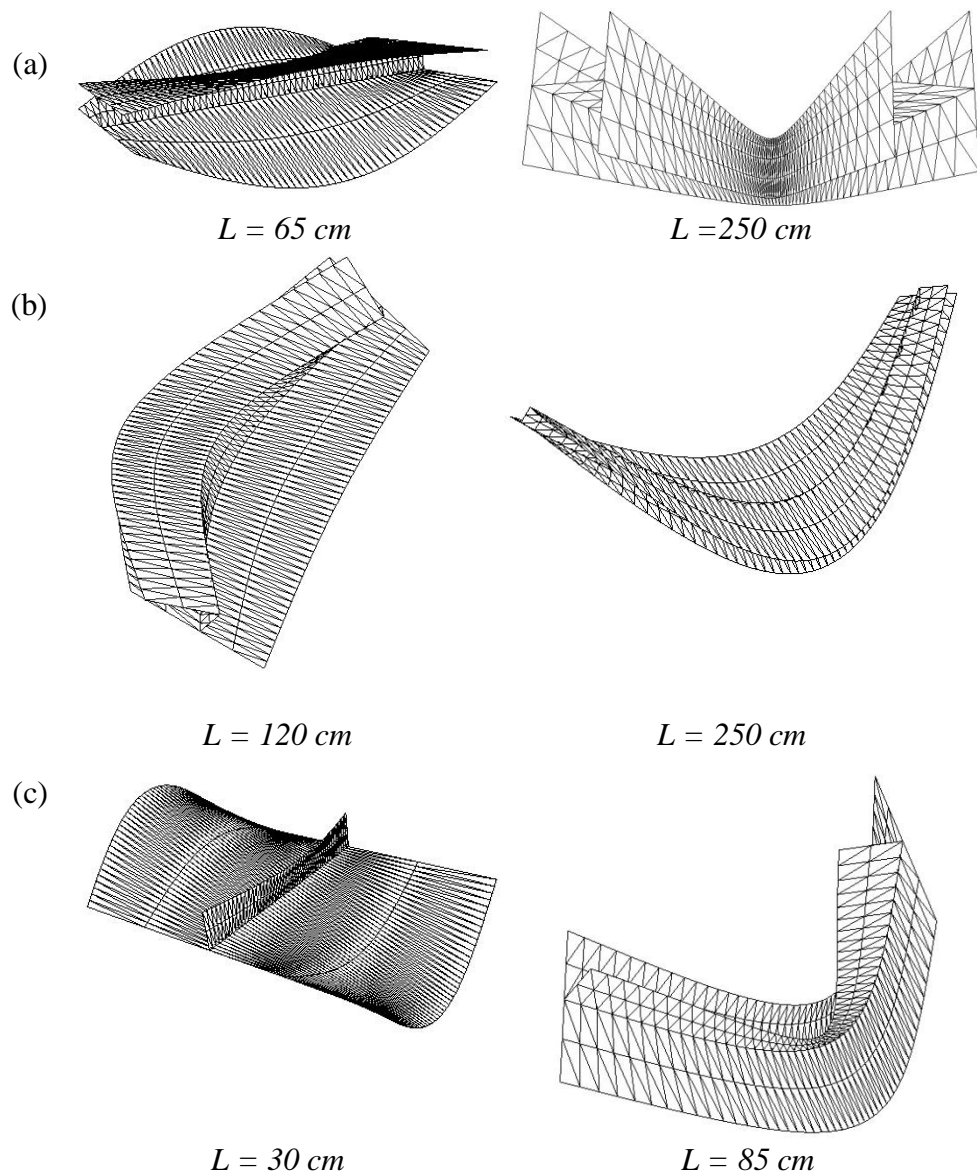 (a)
L = 65 cm
L =250 cm
(b)
L = 120 cm
L = 250 cm
(c)
L = 30 cm
L = 85 cm